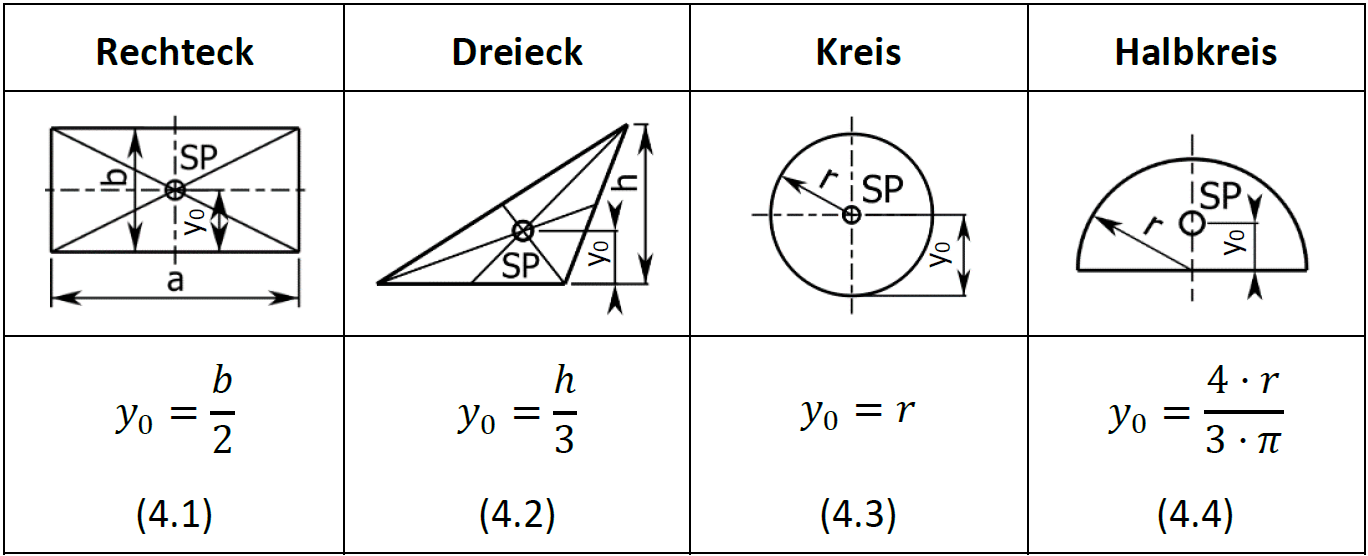 Rechteck Dreieck Kreis Halbkreis
SP b y₀ a
h y₀ SP
r SP y₀
SP r y₀
y₀ = b/2
y₀ = h/3
y₀ = r
y₀ = (4 · r)/(3 · π)
(4.1) (4.2) (4.3) (4.4)